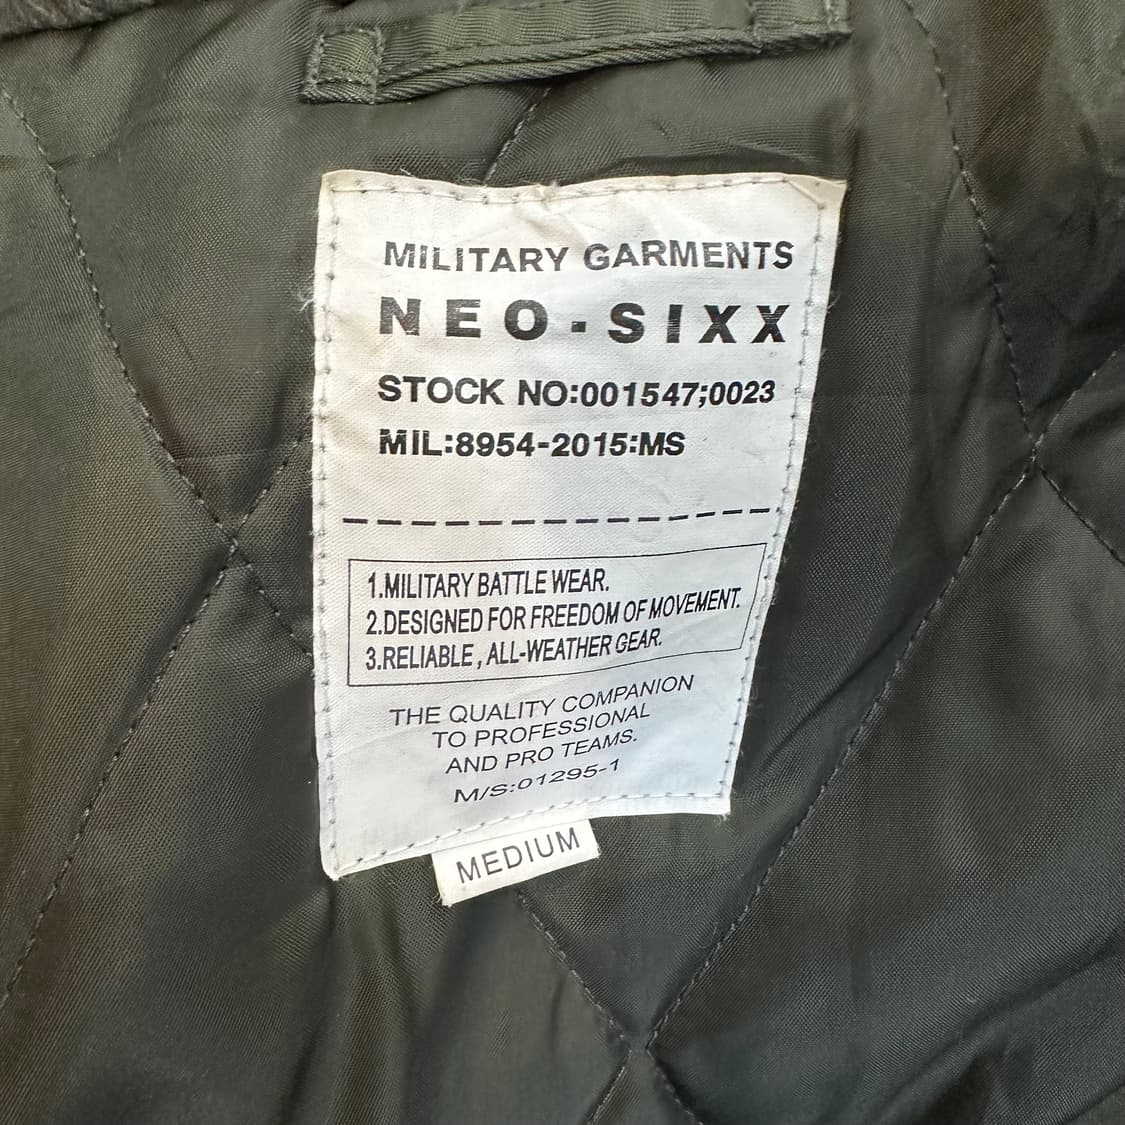 MILITARY GARMENTS
NEO-SIXX
STOCK NO:001547;0023
MIL:8954-2015:MS
1.MILITARY BATTLE WEAR.
2.DESIGNED FOR FREEDOM OF MOVEMENT.
3.RELIABLE, ALL-WEATHER GEAR.
THE QUALITY COMPANION
TO PROFESSIONAL
AND PRO TEAMS.
M/S:01295-1
MEDIUM